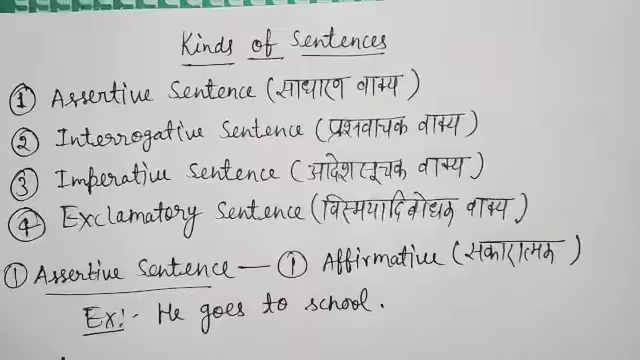 Kinds of Sentences
① Assertive Sentence (साधारण वाक्य)
② Interrogative Sentence (प्रश्नवाचक वाक्य)
③ Imperative Sentence (आदेशसूचक वाक्य)
④ Exclamatory Sentence (विस्मयादिबोधक वाक्य)
① Assertive Sentence — ① Affirmative (सकारात्मक)
Ex:- He goes to school.